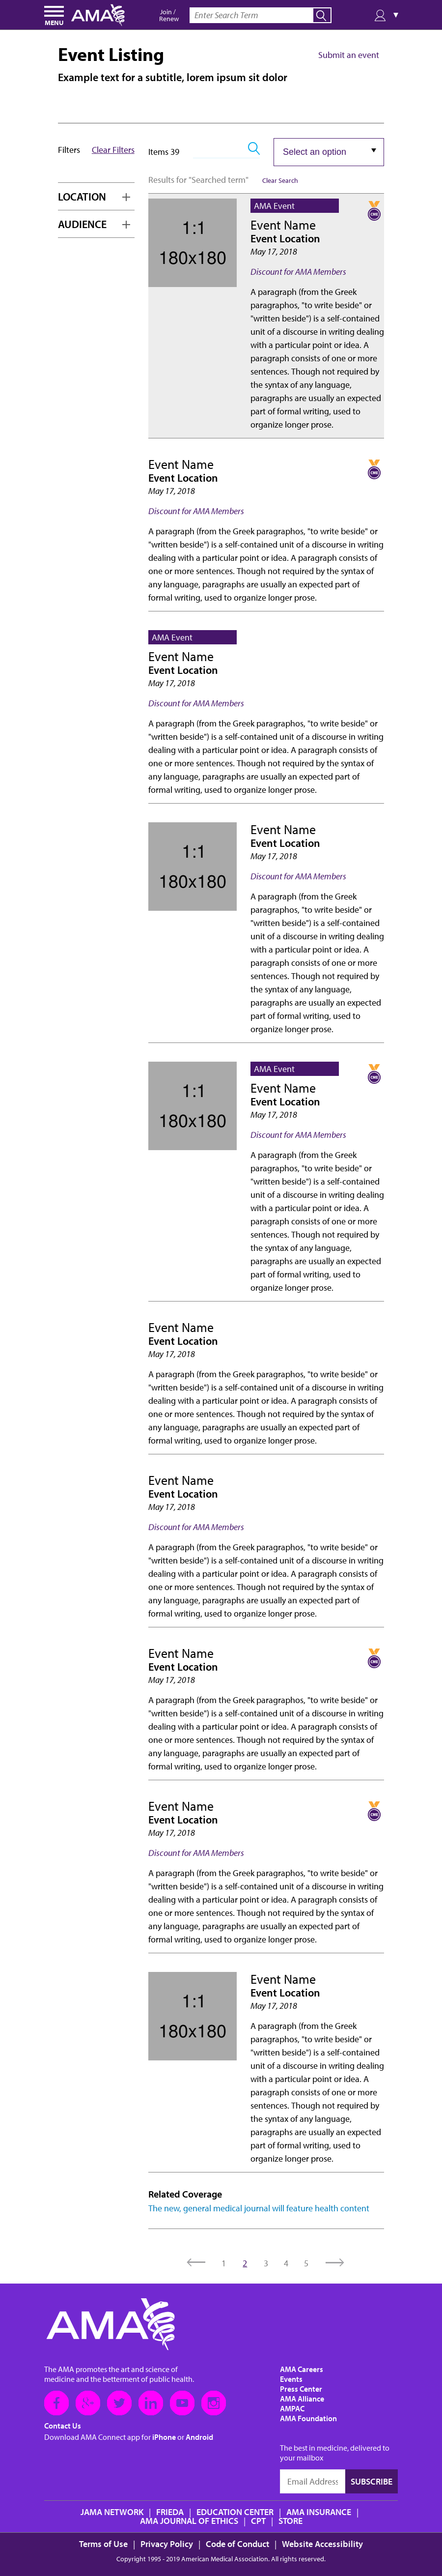 MENU
AMA
Join /
Renew
Enter Search Term
▼
Event Listing
Submit an event
Example text for a subtitle, lorem ipsum sit dolor
Filters
Clear Filters
Items 39
Select an option
Results for "Searched term"
Clear Search
LOCATION +
AUDIENCE +
1:1
180x180
AMA Event
CME
Event Name
Event Location
May 17, 2018
Discount for AMA Members
A paragraph (from the Greek
paragraphos, "to write beside" or
"written beside") is a self-contained
unit of a discourse in writing dealing
with a particular point or idea. A
paragraph consists of one or more
sentences. Though not required by
the syntax of any language,
paragraphs are usually an expected
part of formal writing, used to
organize longer prose.
Event Name
CME
Event Location
May 17, 2018
Discount for AMA Members
A paragraph (from the Greek paragraphos, "to write beside" or
"written beside") is a self-contained unit of a discourse in writing
dealing with a particular point or idea. A paragraph consists of
one or more sentences. Though not required by the syntax of
any language, paragraphs are usually an expected part of
formal writing, used to organize longer prose.
AMA Event
Event Name
Event Location
May 17, 2018
Discount for AMA Members
A paragraph (from the Greek paragraphos, "to write beside" or
"written beside") is a self-contained unit of a discourse in writing
dealing with a particular point or idea. A paragraph consists of
one or more sentences. Though not required by the syntax of
any language, paragraphs are usually an expected part of
formal writing, used to organize longer prose.
1:1
180x180
Event Name
Event Location
May 17, 2018
Discount for AMA Members
A paragraph (from the Greek
paragraphos, "to write beside" or
"written beside") is a self-contained
unit of a discourse in writing dealing
with a particular point or idea. A
paragraph consists of one or more
sentences. Though not required by
the syntax of any language,
paragraphs are usually an expected
part of formal writing, used to
organize longer prose.
1:1
180x180
AMA Event
CME
Event Name
Event Location
May 17, 2018
Discount for AMA Members
A paragraph (from the Greek
paragraphos, "to write beside" or
"written beside") is a self-contained
unit of a discourse in writing dealing
with a particular point or idea. A
paragraph consists of one or more
sentences. Though not required by
the syntax of any language,
paragraphs are usually an expected
part of formal writing, used to
organize longer prose.
Event Name
Event Location
May 17, 2018
A paragraph (from the Greek paragraphos, "to write beside" or
"written beside") is a self-contained unit of a discourse in writing
dealing with a particular point or idea. A paragraph consists of
one or more sentences. Though not required by the syntax of
any language, paragraphs are usually an expected part of
formal writing, used to organize longer prose.
Event Name
Event Location
May 17, 2018
Discount for AMA Members
A paragraph (from the Greek paragraphos, "to write beside" or
"written beside") is a self-contained unit of a discourse in writing
dealing with a particular point or idea. A paragraph consists of
one or more sentences. Though not required by the syntax of
any language, paragraphs are usually an expected part of
formal writing, used to organize longer prose.
Event Name
CME
Event Location
May 17, 2018
A paragraph (from the Greek paragraphos, "to write beside" or
"written beside") is a self-contained unit of a discourse in writing
dealing with a particular point or idea. A paragraph consists of
one or more sentences. Though not required by the syntax of
any language, paragraphs are usually an expected part of
formal writing, used to organize longer prose.
Event Name
CME
Event Location
May 17, 2018
Discount for AMA Members
A paragraph (from the Greek paragraphos, "to write beside" or
"written beside") is a self-contained unit of a discourse in writing
dealing with a particular point or idea. A paragraph consists of
one or more sentences. Though not required by the syntax of
any language, paragraphs are usually an expected part of
formal writing, used to organize longer prose.
1:1
180x180
Event Name
Event Location
May 17, 2018
A paragraph (from the Greek
paragraphos, "to write beside" or
"written beside") is a self-contained
unit of a discourse in writing dealing
with a particular point or idea. A
paragraph consists of one or more
sentences. Though not required by
the syntax of any language,
paragraphs are usually an expected
part of formal writing, used to
organize longer prose.
Related Coverage
The new, general medical journal will feature health content
1 2 3 4 5
AMA
The AMA promotes the art and science of
medicine and the betterment of public health.
Contact Us
Download AMA Connect app for iPhone or Android
AMA Careers
Events
Press Center
AMA Alliance
AMPAC
AMA Foundation
The best in medicine, delivered to
your mailbox
Email Address
SUBSCRIBE
JAMA NETWORK | FRIEDA | EDUCATION CENTER | AMA INSURANCE |
AMA JOURNAL OF ETHICS | CPT | STORE
Terms of Use | Privacy Policy | Code of Conduct | Website Accessibility
Copyright 1995 - 2019 American Medical Association. All rights reserved.